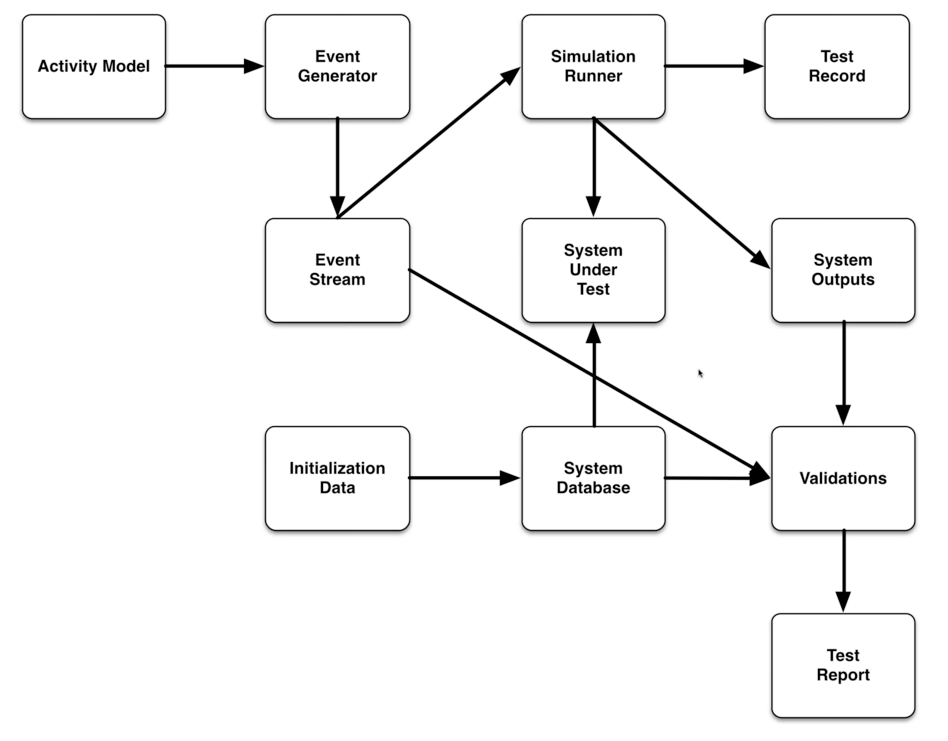 Activity Model
Event
Generator
Simulation
Runner
Test
Record
Event
Stream
System
Under
Test
System
Outputs
Initialization
Data
System
Database
Validations
Test
Report